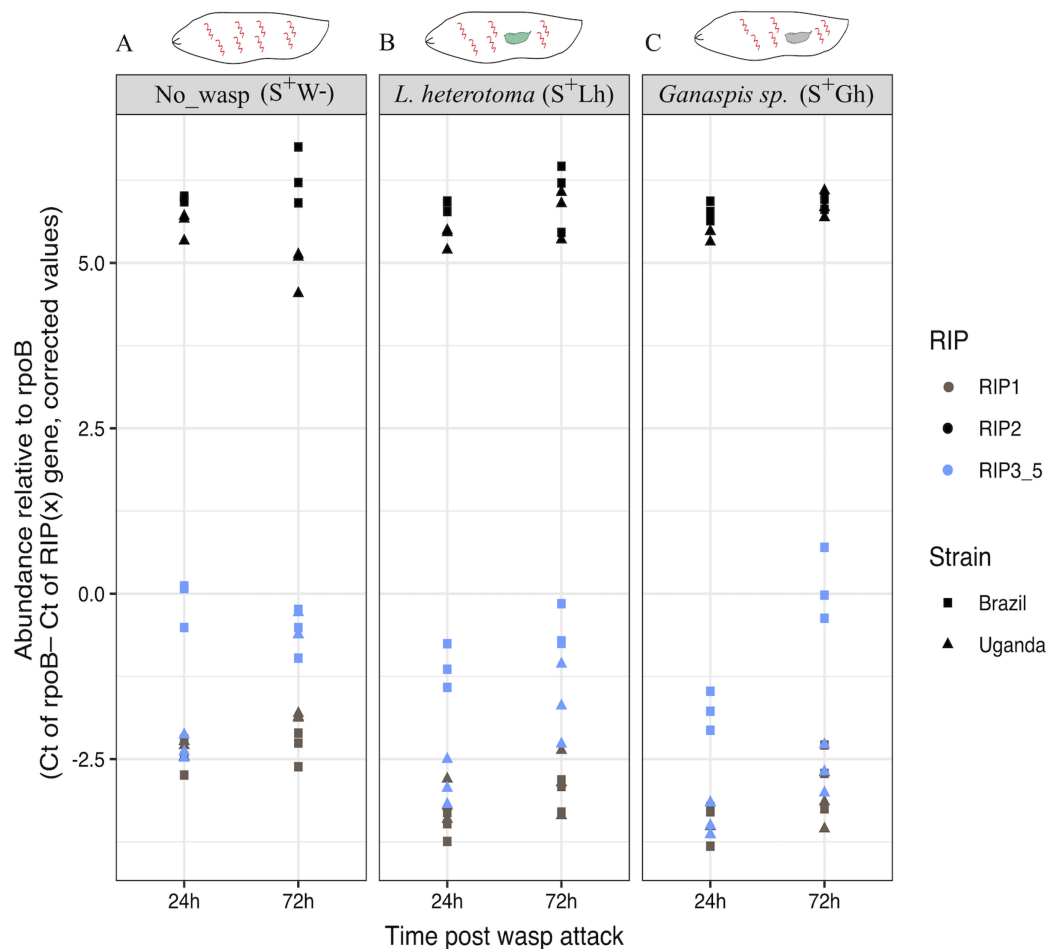 A
B
C
No_wasp (S+W-)
L. heterotoma (S+Lh)
Ganaspis sp. (S+Gh)
Abundance relative to rpoB
(Ct of rpoB– Ct of RIP(x) gene, corrected values)
5.0
2.5
0.0
-2.5
24h
72h
24h
72h
24h
72h
Time post wasp attack
RIP
RIP1
RIP2
RIP3_5
Strain
Brazil
Uganda